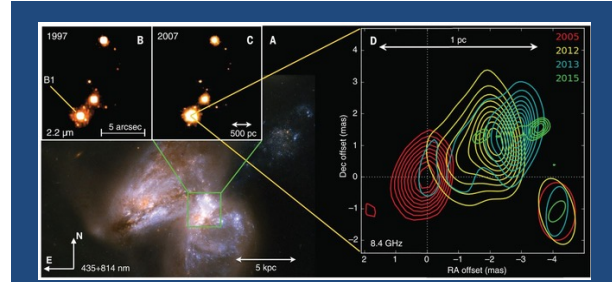 1997
B
2007
C
A
B1
2.2 μm
5 arcsec
500 pc
N
E
435+814 nm
5 kpc
D
1 pc
2005
2012
2013
2015
Dec offset (mas)
3
2
1
0
−1
−2
8.4 GHz
2
1
0
−1
−2
−3
−4
RA offset (mas)